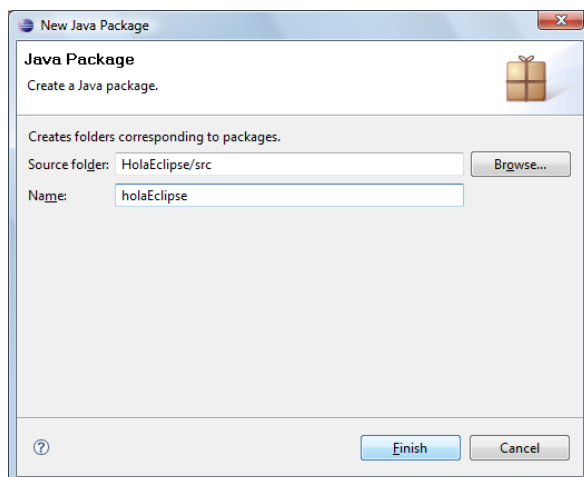 New Java Package
Java Package
Create a Java package.
Creates folders corresponding to packages.
Source folder: HolaEclipse/src Browse...
Name: holaEclipse
Finish Cancel